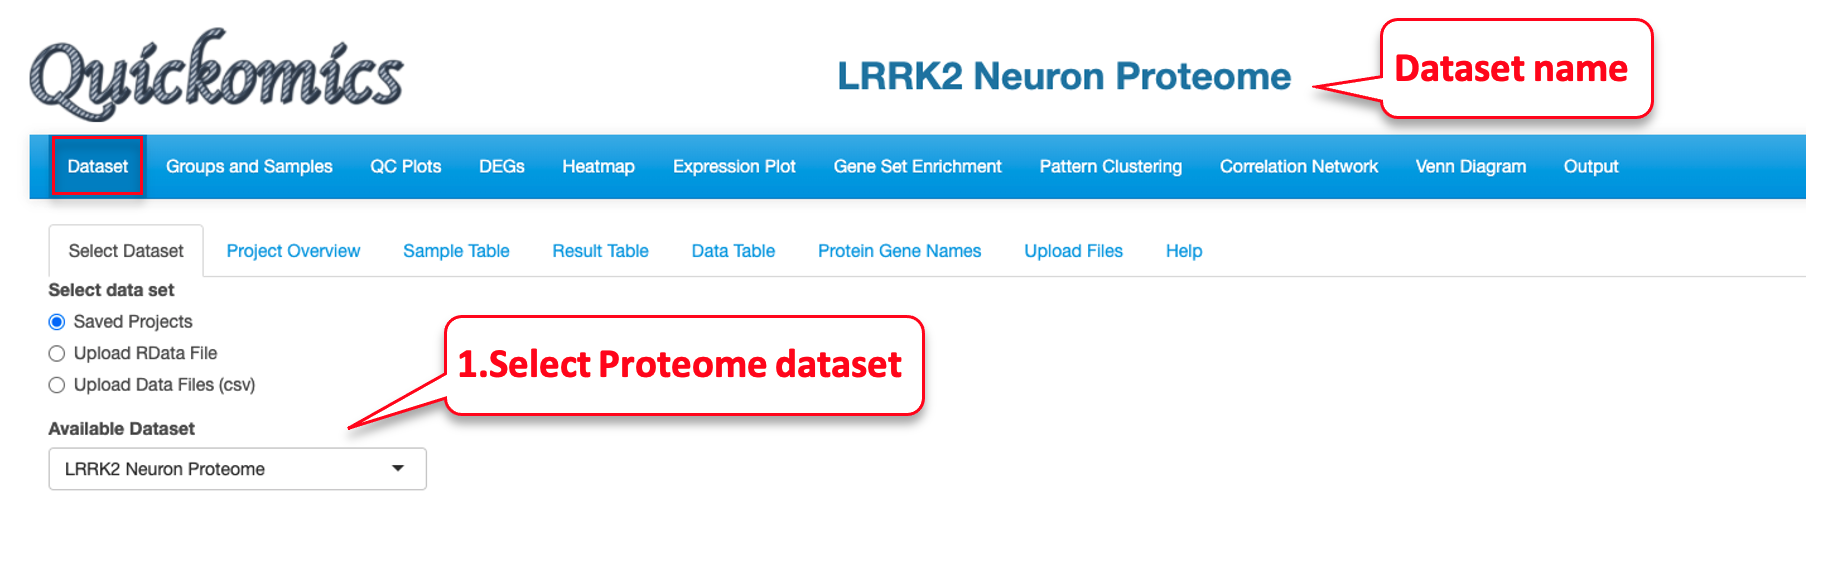 Quickomics
LRRK2 Neuron Proteome
Dataset name
Dataset Groups and Samples QC Plots DEGs Heatmap Expression Plot Gene Set Enrichment Pattern Clustering Correlation Network Venn Diagram Output
Select Dataset Project Overview Sample Table Result Table Data Table Protein Gene Names Upload Files Help
Select data set
Saved Projects
Upload RData File
Upload Data Files (csv)
1.Select Proteome dataset
Available Dataset
LRRK2 Neuron Proteome